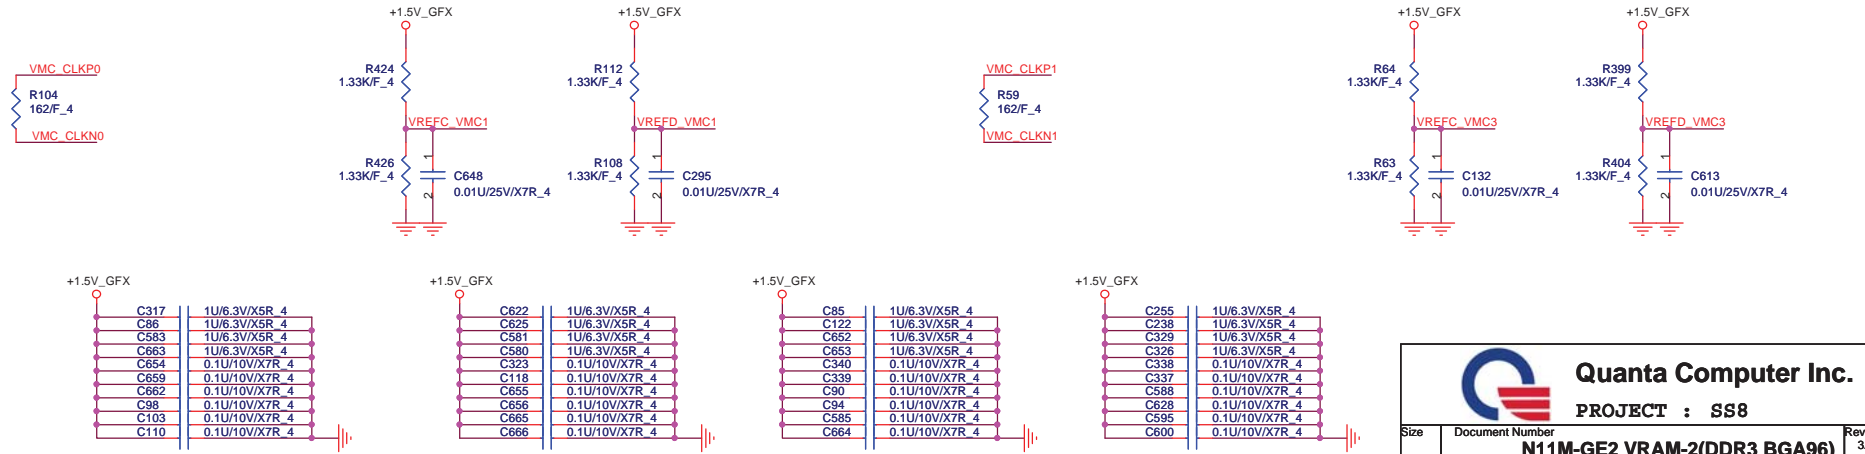 +1.5V_GFX
+1.5V_GFX
+1.5V_GFX
+1.5V_GFX
VMC_CLKP0
R104
162/F_4
VMC_CLKN0
R424
1.33K/F_4
VREFC_VMC1
R426
1.33K/F_4
1
2
C648
0.01U/25V/X7R_4
R112
1.33K/F_4
VREFD_VMC1
R108
1.33K/F_4
1
2
C295
0.01U/25V/X7R_4
VMC_CLKP1
R59
162/F_4
VMC_CLKN1
R64
1.33K/F_4
VREFC_VMC3
R63
1.33K/F_4
1
2
C132
0.01U/25V/X7R_4
R399
1.33K/F_4
VREFD_VMC3
R404
1.33K/F_4
1
2
C613
0.01U/25V/X7R_4
+1.5V_GFX
C317 1U/6.3V/X5R_4
C86 1U/6.3V/X5R_4
C583 1U/6.3V/X5R_4
C663 1U/6.3V/X5R_4
C654 0.1U/10V/X7R_4
C659 0.1U/10V/X7R_4
C662 0.1U/10V/X7R_4
C98 0.1U/10V/X7R_4
C103 0.1U/10V/X7R_4
C110 0.1U/10V/X7R_4
+1.5V_GFX
C622 1U/6.3V/X5R_4
C625 1U/6.3V/X5R_4
C581 1U/6.3V/X5R_4
C580 1U/6.3V/X5R_4
C323 0.1U/10V/X7R_4
C118 0.1U/10V/X7R_4
C655 0.1U/10V/X7R_4
C656 0.1U/10V/X7R_4
C665 0.1U/10V/X7R_4
C666 0.1U/10V/X7R_4
+1.5V_GFX
C85 1U/6.3V/X5R_4
C122 1U/6.3V/X5R_4
C652 1U/6.3V/X5R_4
C653 1U/6.3V/X5R_4
C340 0.1U/10V/X7R_4
C339 0.1U/10V/X7R_4
C90 0.1U/10V/X7R_4
C94 0.1U/10V/X7R_4
C585 0.1U/10V/X7R_4
C664 0.1U/10V/X7R_4
+1.5V_GFX
C255 1U/6.3V/X5R_4
C238 1U/6.3V/X5R_4
C329 1U/6.3V/X5R_4
C326 1U/6.3V/X5R_4
C338 0.1U/10V/X7R_4
C337 0.1U/10V/X7R_4
C588 0.1U/10V/X7R_4
C628 0.1U/10V/X7R_4
C595 0.1U/10V/X7R_4
C600 0.1U/10V/X7R_4
Quanta Computer Inc.
PROJECT : SS8
Size Document Number Rev
N11M-GE2 VRAM-2(DDR3 BGA96)